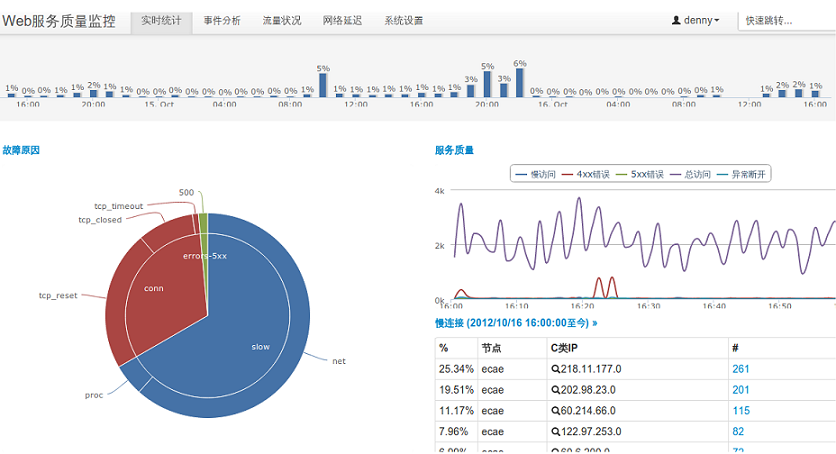 Web服务质量监控 实时统计 事件分析 流量状况 网络延迟 系统设置 denny 快速跳转...
1% 0% 0% 1% 1% 2% 1% 1% 0% 0% 0% 0% 0% 0% 0% 0% 0% 0% 1% 5% 1% 1% 1% 1% 1% 1% 1% 1% 3% 5% 3% 6% 0% 0% 0% 0% 0% 0% 0% 0% 0% 0% 0% 1% 1% 2% 2% 1%
16:00 20:00 15. Oct 04:00 08:00 12:00 16:00 20:00 16. Oct 04:00 08:00 12:00 16:00
故障原因
500
tcp_timeout
tcp_closed
errors-5xx
conn
tcp_reset
slow
net
proc
服务质量
慢访问 4xx错误 5xx错误 总访问 异常断开
4k
2k
0k
16:00 16:10 16:20 16:30 16:40 16:50
慢连接 (2012/10/16 16:00:00至今) »
% 节点 C类IP #
25.34% ecae 218.11.177.0 261
19.51% ecae 202.98.23.0 201
11.17% ecae 60.214.66.0 115
7.96% ecae 122.97.253.0 82